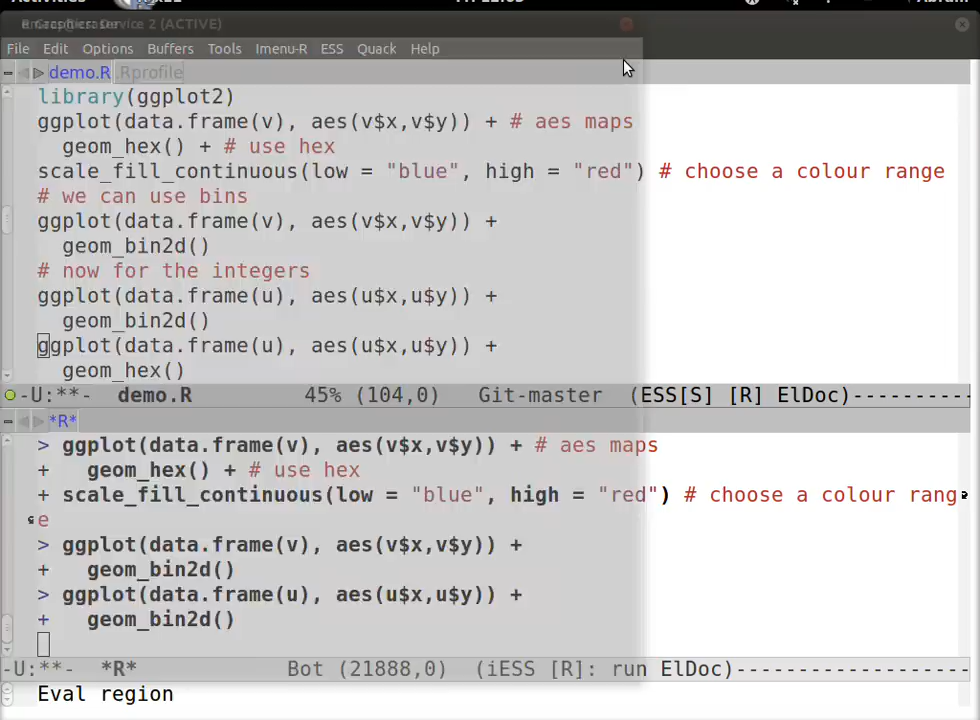 Device 2 (ACTIVE)
File Edit Options Buffers Tools Imenu-R ESS Quack Help
demo.R .Rprofile
library(ggplot2)
ggplot(data.frame(v), aes(v$x,v$y)) + # aes maps
geom_hex() + # use hex
scale_fill_continuous(low = "blue", high = "red") # choose a colour range
# we can use bins
ggplot(data.frame(v), aes(v$x,v$y)) +
geom_bin2d()
# now for the integers
ggplot(data.frame(u), aes(u$x,u$y)) +
geom_bin2d()
ggplot(data.frame(u), aes(u$x,u$y)) +
geom_hex()
-U:**- demo.R 45% (104,0) Git-master (ESS[S] [R] ElDoc)----------
*R*
> ggplot(data.frame(v), aes(v$x,v$y)) + # aes maps
+ geom_hex() + # use hex
+ scale_fill_continuous(low = "blue", high = "red") # choose a colour rang
e
> ggplot(data.frame(v), aes(v$x,v$y)) +
+ geom_bin2d()
> ggplot(data.frame(u), aes(u$x,u$y)) +
+ geom_bin2d()
-U:**- *R* Bot (21888,0) (iESS [R]: run ElDoc)-------------------
Eval region